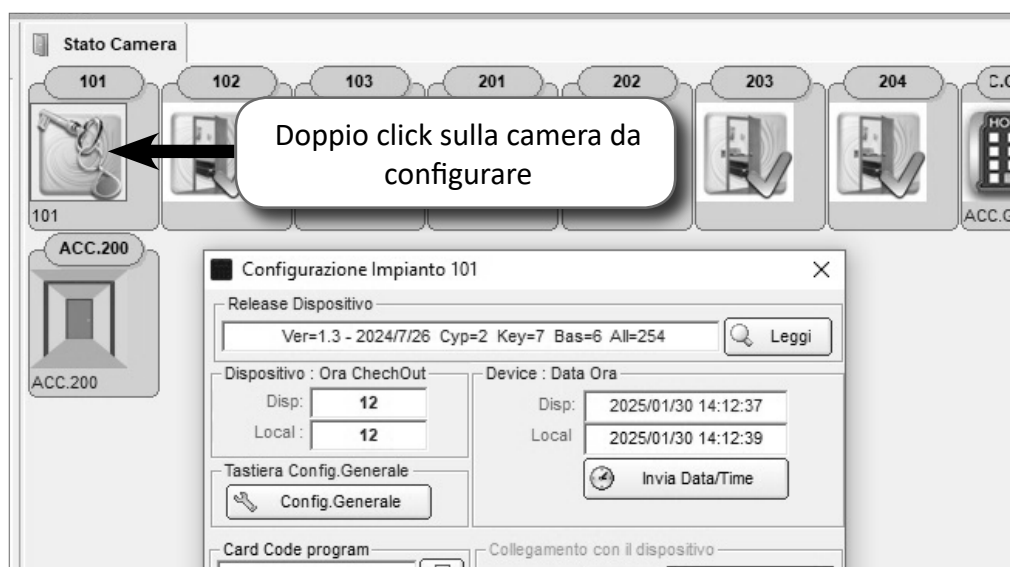 Stato Camera
101 102 103 201 202 203 204 C.G
HO
Doppio click sulla camera da
configurare
101
ACC.G
ACC.200
ACC.200
Configurazione Impianto 101
Release Dispositivo
Ver=1.3 - 2024/7/26 Cyp=2 Key=7 Bas=6 All=254
Leggi
Dispositivo : Ora ChechOut
Disp: 12
Local : 12
Device : Data Ora
Disp: 2025/01/30 14:12:37
Local 2025/01/30 14:12:39
Invia Data/Time
Tastiera Config.Generale
Config.Generale
Card Code program
Collegamento con il dispositivo